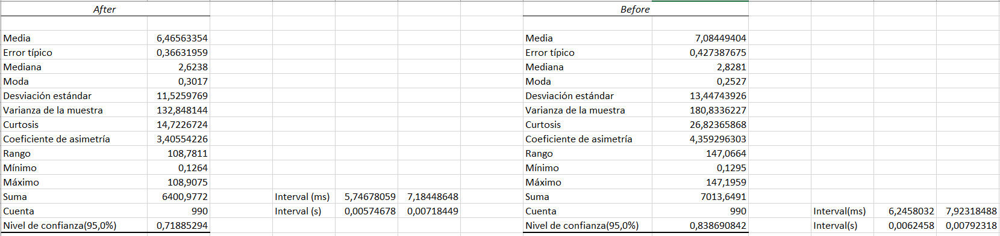 After Before
Media 6,46563354 Media 7,08449404
Error típico 0,36631959 Error típico 0,427387675
Mediana 2,6238 Mediana 2,8281
Moda 0,3017 Moda 0,2527
Desviación estándar 11,5259769 Desviación estándar 13,44743926
Varianza de la muestra 132,848144 Varianza de la muestra 180,8336227
Curtosis 14,7226724 Curtosis 26,82365868
Coeficiente de asimetría 3,40554226 Coeficiente de asimetría 4,359296303
Rango 108,7811 Rango 147,0664
Mínimo 0,1264 Mínimo 0,1295
Máximo 108,9075 Máximo 147,1959
Suma 6400,9772 Interval (ms) 5,74678059 7,18448648 Suma 7013,6491
Cuenta 990 Interval (s) 0,00574678 0,00718449 Cuenta 990 Interval(ms) 6,2458032 7,92318488
Nivel de confianza(95,0%) 0,71885294 Nivel de confianza(95,0%) 0,838690842 Interval(s) 0,0062458 0,00792318